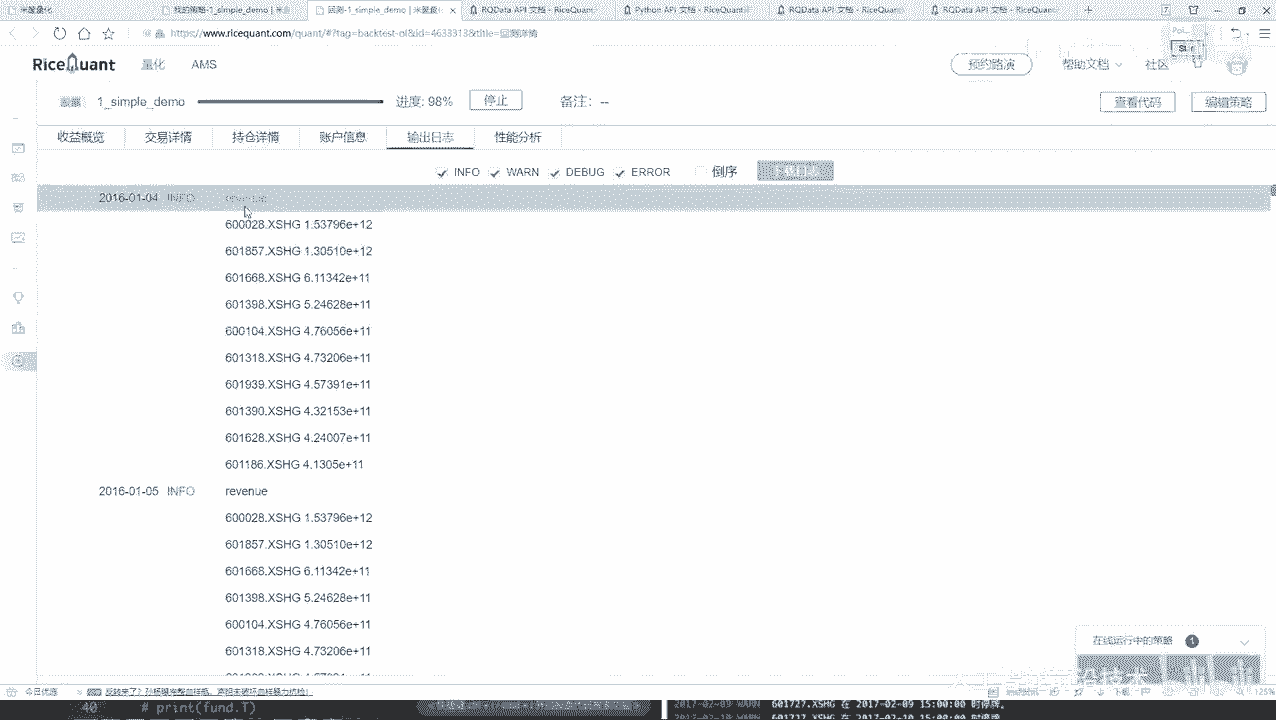 米筐量化
我的策略-1_simple_demo | 米筐
回测-1_simple_demo | 米筐量化
RQData API 文档 - RiceQuant
Python API 文档 - RiceQuant
RQData API 文档 - RiceQuant
RQData API 文档 - RiceQuant
https://www.ricequant.com/quant/#?tag=backtest-ol&id=4633313&title=回测详情
RiceQuant 量化 AMS 预约路演 帮助文档 社区
1_simple_demo 进度: 98% 停止 备注: -- 查看代码 编辑策略
收益概览 交易详情 持仓详情 账户信息 输出日志 性能分析
INFO WARN DEBUG ERROR 倒序
2016-01-04 INFO revenue
600028.XSHG 1.53796e+12
601857.XSHG 1.30510e+12
601668.XSHG 6.11342e+11
601398.XSHG 5.24628e+11
600104.XSHG 4.76056e+11
601318.XSHG 4.73206e+11
601939.XSHG 4.57391e+11
601390.XSHG 4.32153e+11
601628.XSHG 4.24007e+11
601186.XSHG 4.1305e+11
2016-01-05 INFO revenue
600028.XSHG 1.53796e+12
601857.XSHG 1.30510e+12
601668.XSHG 6.11342e+11
601398.XSHG 5.24628e+11
600104.XSHG 4.76056e+11
601318.XSHG 4.73206e+11
在线运行中的策略 1
今日优选
125%
40 # print(fund.T)
2017-02-09 WARN 601727.XSHG 在 2017-02-09 15:00:00 时停牌。